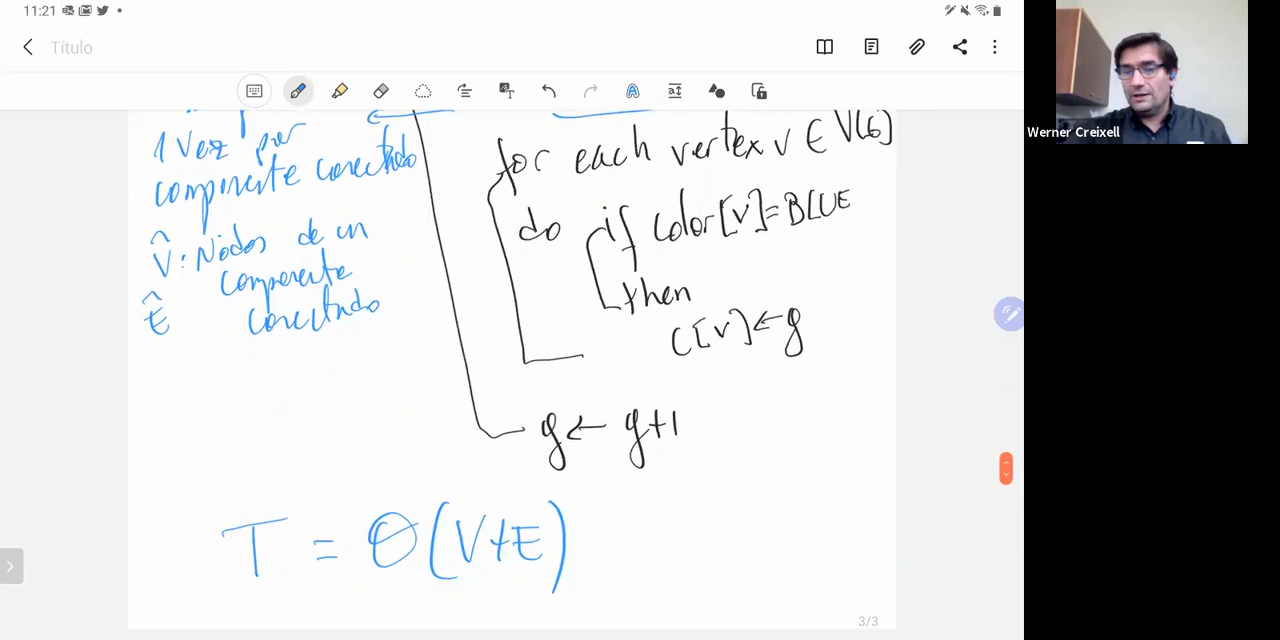 11:21
Título
1 vez por
componente conectado
V̂: Nodos de un
componente
Ê conectado
for each vertex v ∈ V[G]
do if color[v]=BLUE
then
C[v]←g
g ← g+1
T = Θ(V+E)
3/3
Werner Creixell